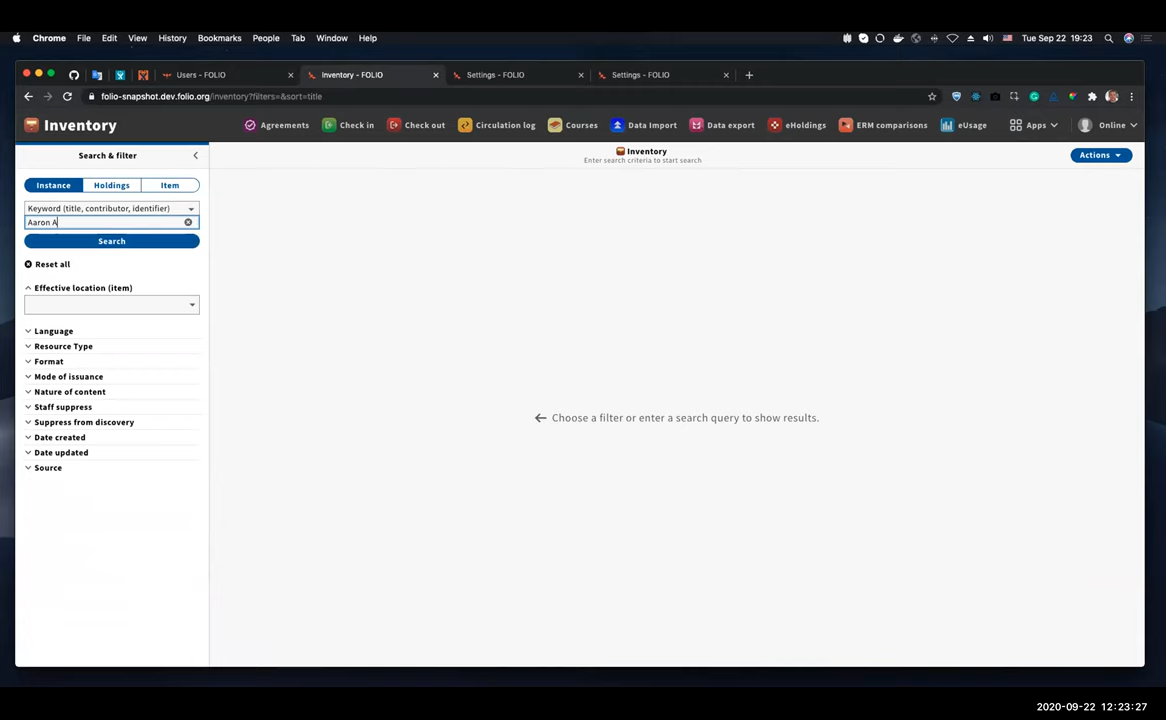 Chrome File Edit View History Bookmarks People Tab Window Help Tue Sep 22 19:23
Users - FOLIO Inventory - FOLIO Settings - FOLIO Settings - FOLIO
folio-snapshot.dev.folio.org/inventory?filters=&sort=title
Inventory Agreements Check in Check out Circulation log Courses Data Import Data export eHoldings ERM comparisons eUsage Apps Online
Search & filter
Inventory
Enter search criteria to start search
Actions
Instance Holdings Item
Keyword (title, contributor, identifier)
Aaron A
Search
Reset all
Effective location (item)
Language
Resource Type
Format
Mode of issuance
Nature of content
Staff suppress
Choose a filter or enter a search query to show results.
Suppress from discovery
Date created
Date updated
Source
2020-09-22 12:23:27